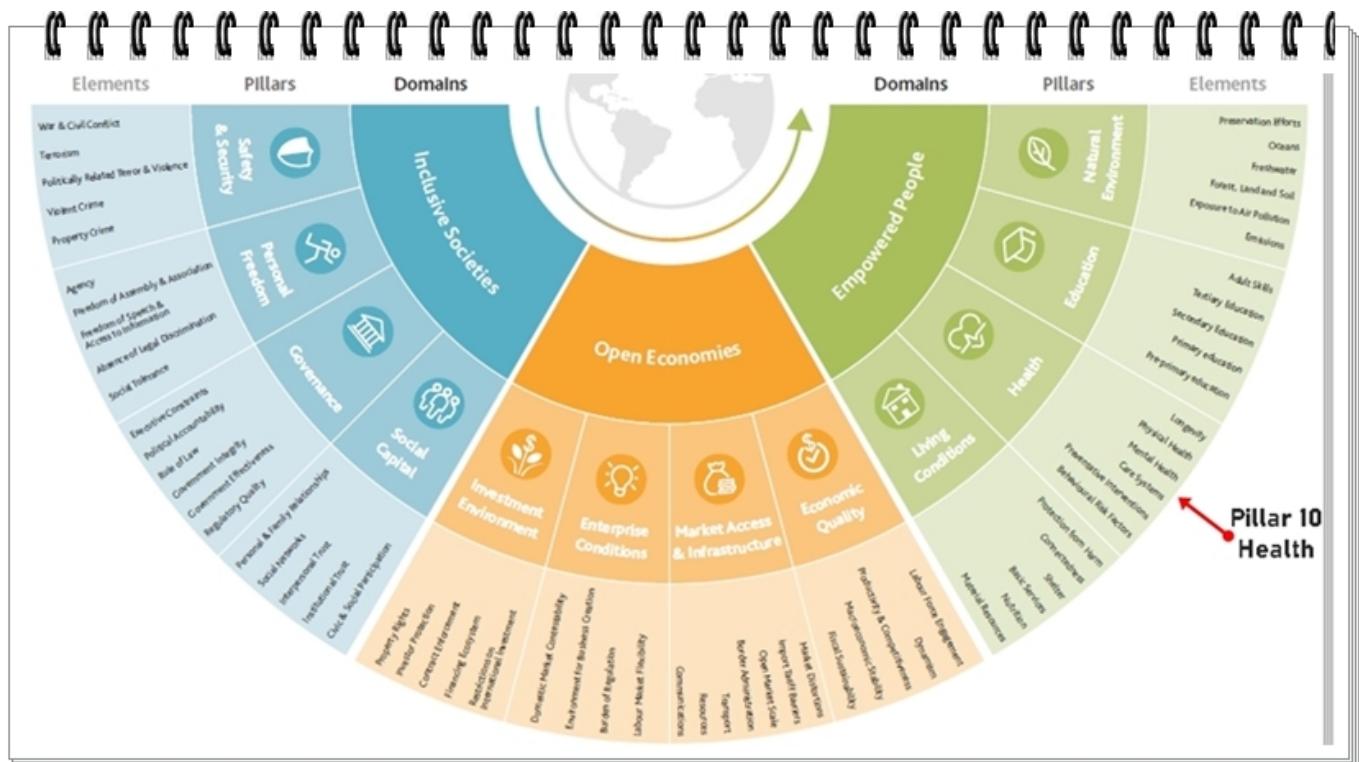 Elements
Pillars
Domains
Domains
Pillars
Elements
Inclusive Societies
Safety
& Security
War & Civil Conflict
Terrorism
Politically Related Terror & Violence
Violent Crime
Property Crime
Personal
Freedom
Agency
Freedom of Assembly & Association
Freedom of Speech &
Access to Information
Absence of Legal Discrimination
Social Tolerance
Governance
Executive Constraints
Political Accountability
Rule of Law
Government Integrity
Government Effectiveness
Regulatory Quality
Social
Capital
Personal & Family Relationships
Social Networks
Interpersonal Trust
Institutional Trust
Civic & Social Participation
Open Economies
Investment
Environment
Property Rights
Investor Protection
Contract Enforcement
Financing Ecosystem
Restrictions on
International Investment
Enterprise
Conditions
Domestic Market Contestability
Environment for Business Creation
Burden of Regulation
Labour Market Flexibility
Market Access
& Infrastructure
Communications
Resources
Transport
Border Administration
Open Market Scale
Import Tariff Barriers
Market Distortions
Economic
Quality
Fiscal Sustainability
Macroeconomic Stability
Productivity & Competitiveness
Dynamism
Labour Force Engagement
Empowered People
Living
Conditions
Material Resources
Nutrition
Basic Services
Shelter
Connectedness
Protection from Harm
Health
Behavioural Risk Factors
Preventative Interventions
Care Systems
Mental Health
Physical Health
Longevity
Education
Pre-primary education
Primary education
Secondary Education
Tertiary Education
Adult Skills
Natural
Environment
Emissions
Exposure to Air Pollution
Forest, Land and Soil
Freshwater
Oceans
Preservation Efforts
Pillar 10
Health